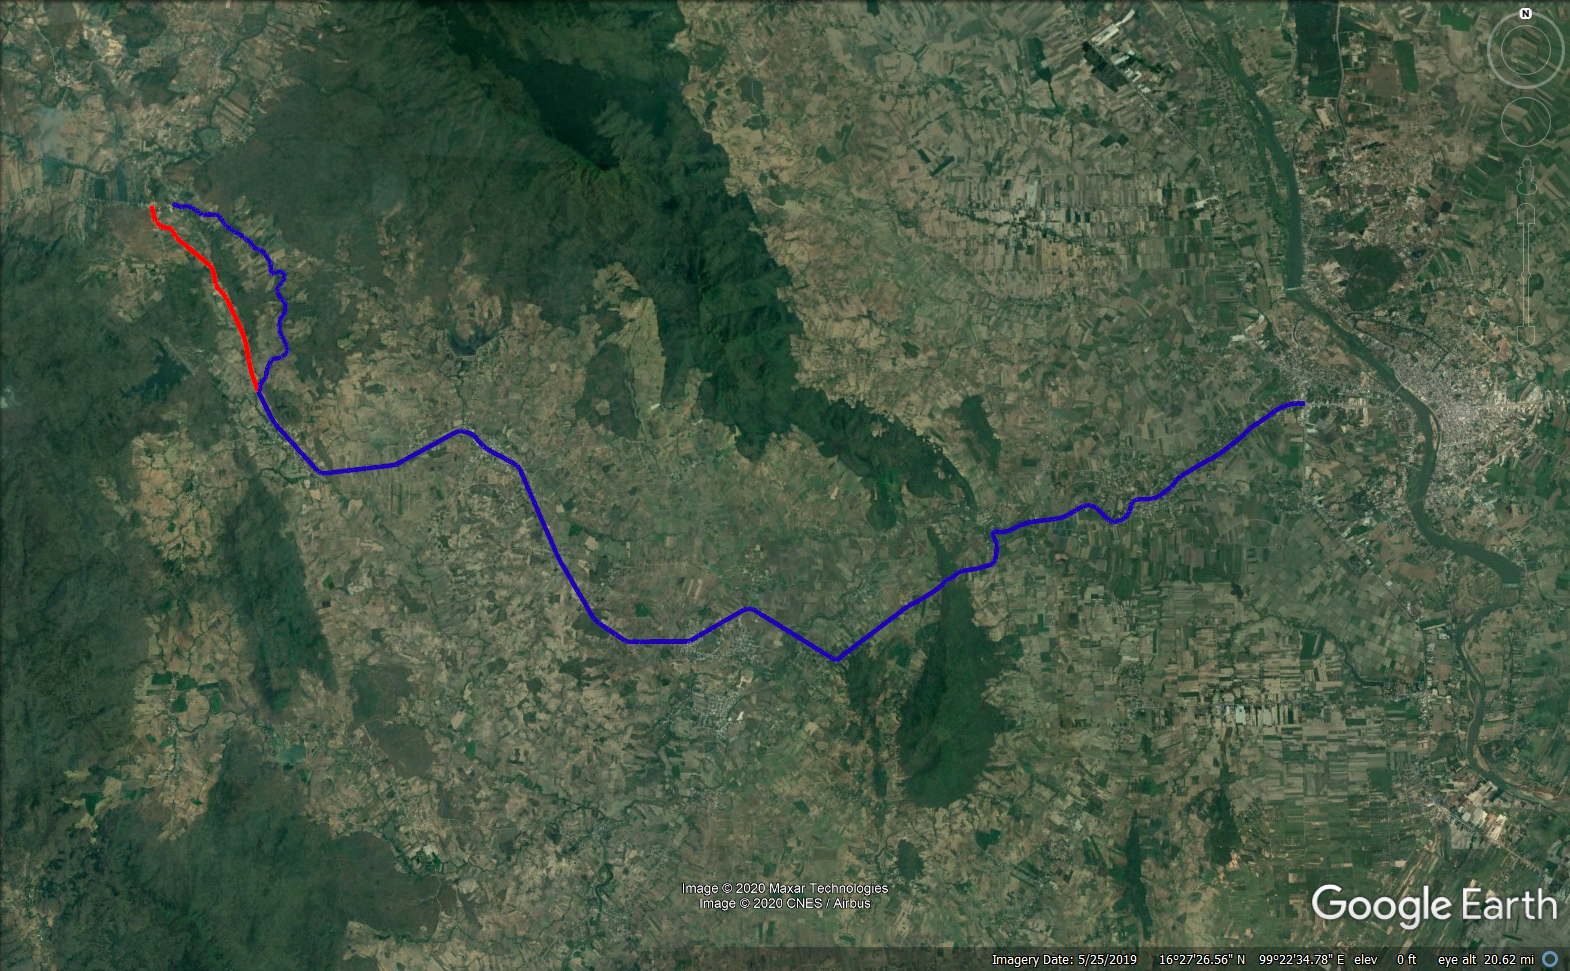 N
Image © 2020 Maxar Technologies
Image © 2020 CNES / Airbus
Google Earth
Imagery Date: 5/25/2019 16°27'26.56" N 99°22'34.78" E elev 0 ft eye alt 20.62 mi